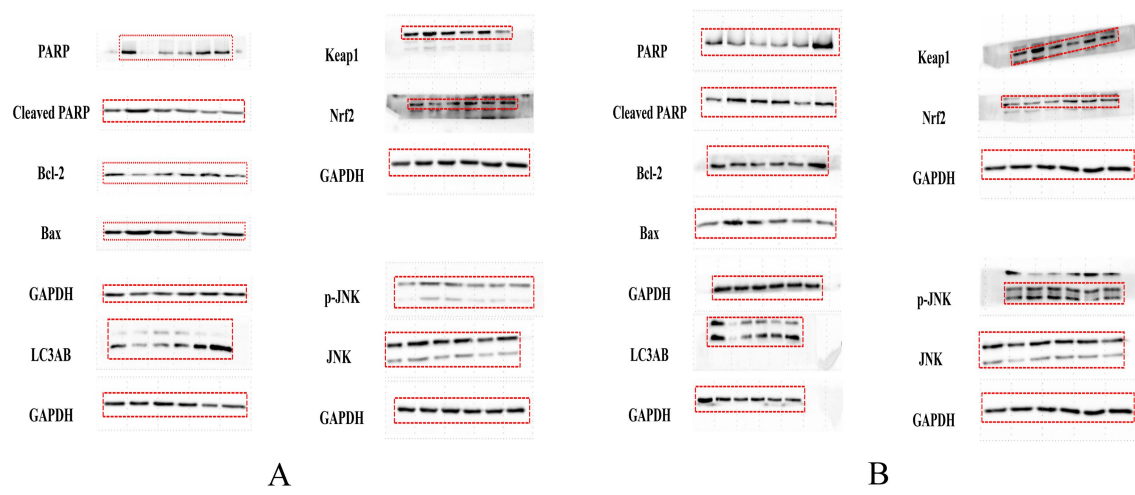 PARP
Cleaved PARP
Bcl-2
Bax
GAPDH
LC3AB
GAPDH
Keap1
Nrf2
GAPDH
p-JNK
JNK
GAPDH
A
PARP
Cleaved PARP
Bcl-2
Bax
GAPDH
LC3AB
GAPDH
Keap1
Nrf2
GAPDH
p-JNK
JNK
GAPDH
B